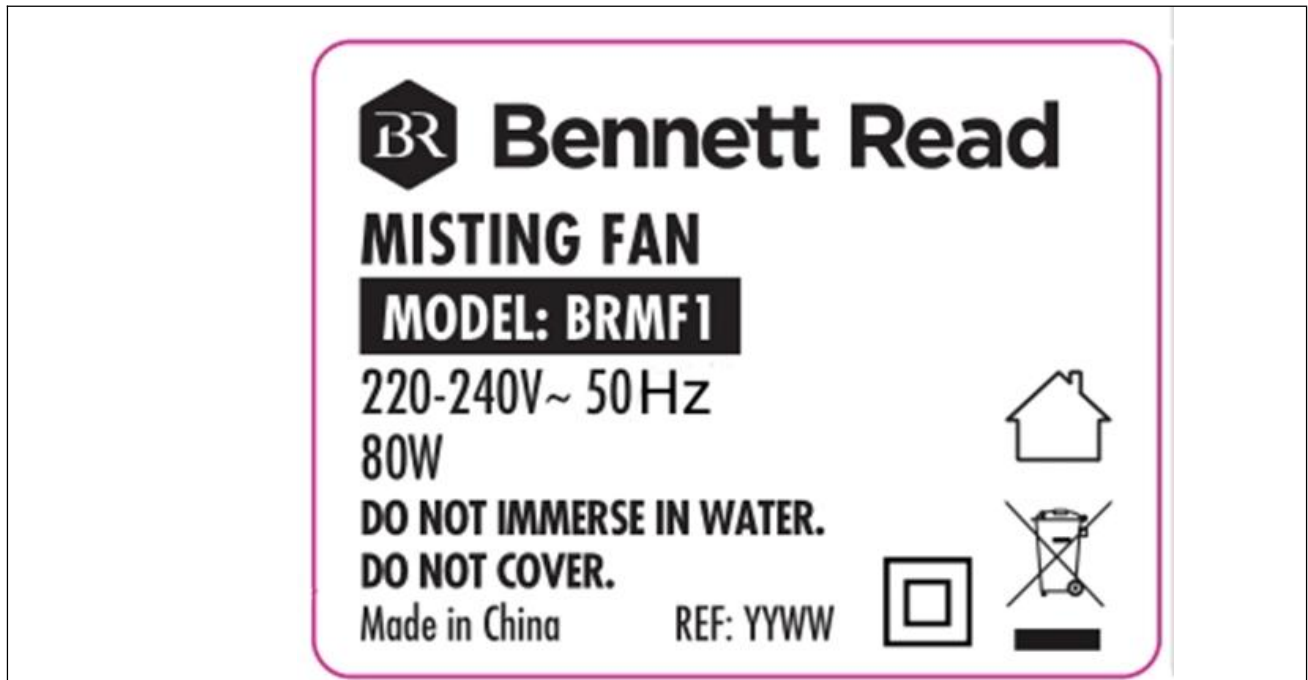 BR Bennett Read
MISTING FAN
MODEL: BRMF1
220-240V~ 50Hz
80W
DO NOT IMMERSE IN WATER.
DO NOT COVER.
Made in China REF: YYWW